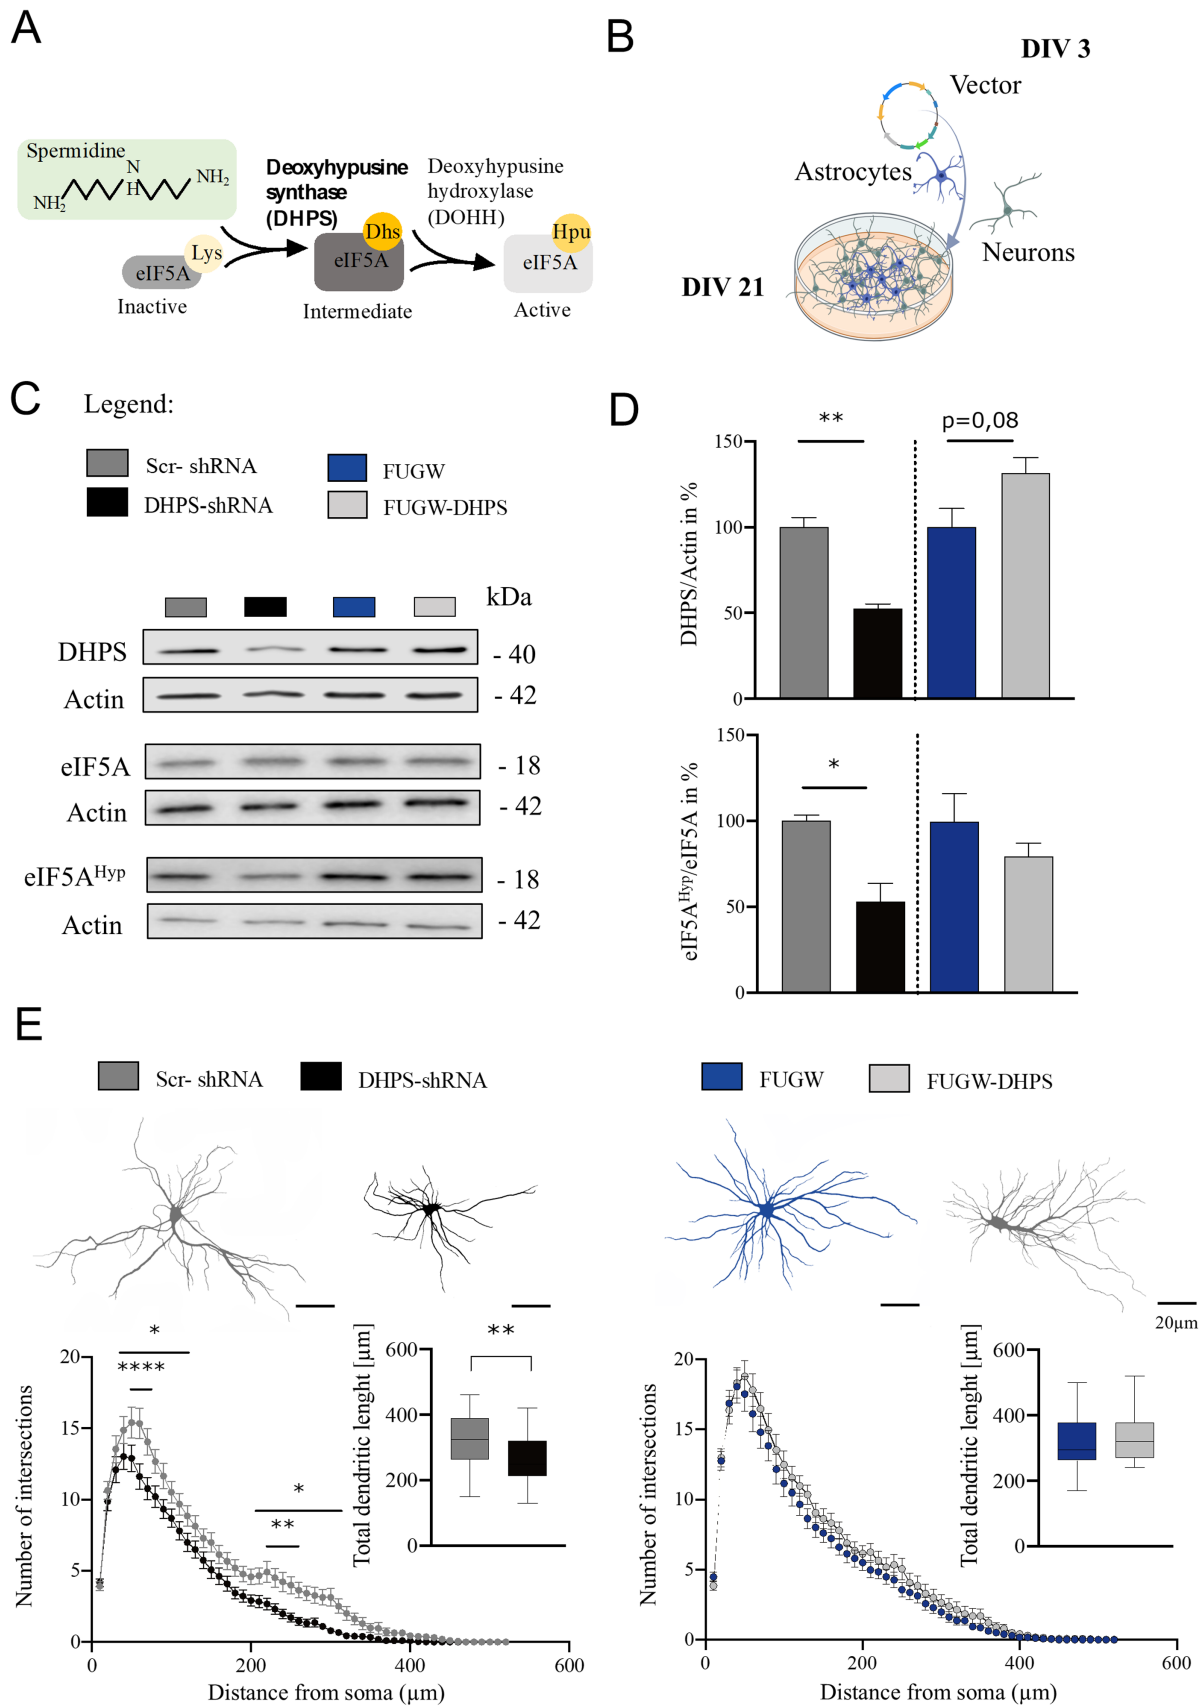 A
Spermidine
N
H
NH2
NH2
Deoxyhypusine
synthase
(DHPS)
Deoxyhypusine
hydroxylase
(DOHH)
Lys
eIF5A
Inactive
Dhs
eIF5A
Intermediate
Hpu
eIF5A
Active
B
DIV 3
Vector
Astrocytes
Neurons
DIV 21
C
Legend:
Scr- shRNA
FUGW
DHPS-shRNA
FUGW-DHPS
kDa
DHPS
- 40
Actin
- 42
eIF5A
- 18
Actin
- 42
eIF5AHyp
- 18
Actin
- 42
D
DHPS/Actin in %
150
100
50
0
**
p=0,08
eIF5AHyp/eIF5A in %
150
100
50
0
*
E
Scr- shRNA
DHPS-shRNA
FUGW
FUGW-DHPS
20µm
Number of intersections
20
15
10
5
0
*
****
*
**
0
200
400
600
Distance from soma (µm)
Total dendritic lenght [µm]
600
400
200
0
**
Number of intersections
20
15
10
5
0
0
200
400
600
Distance from soma (µm)
Total dendritic lenght [µm]
600
400
200
0